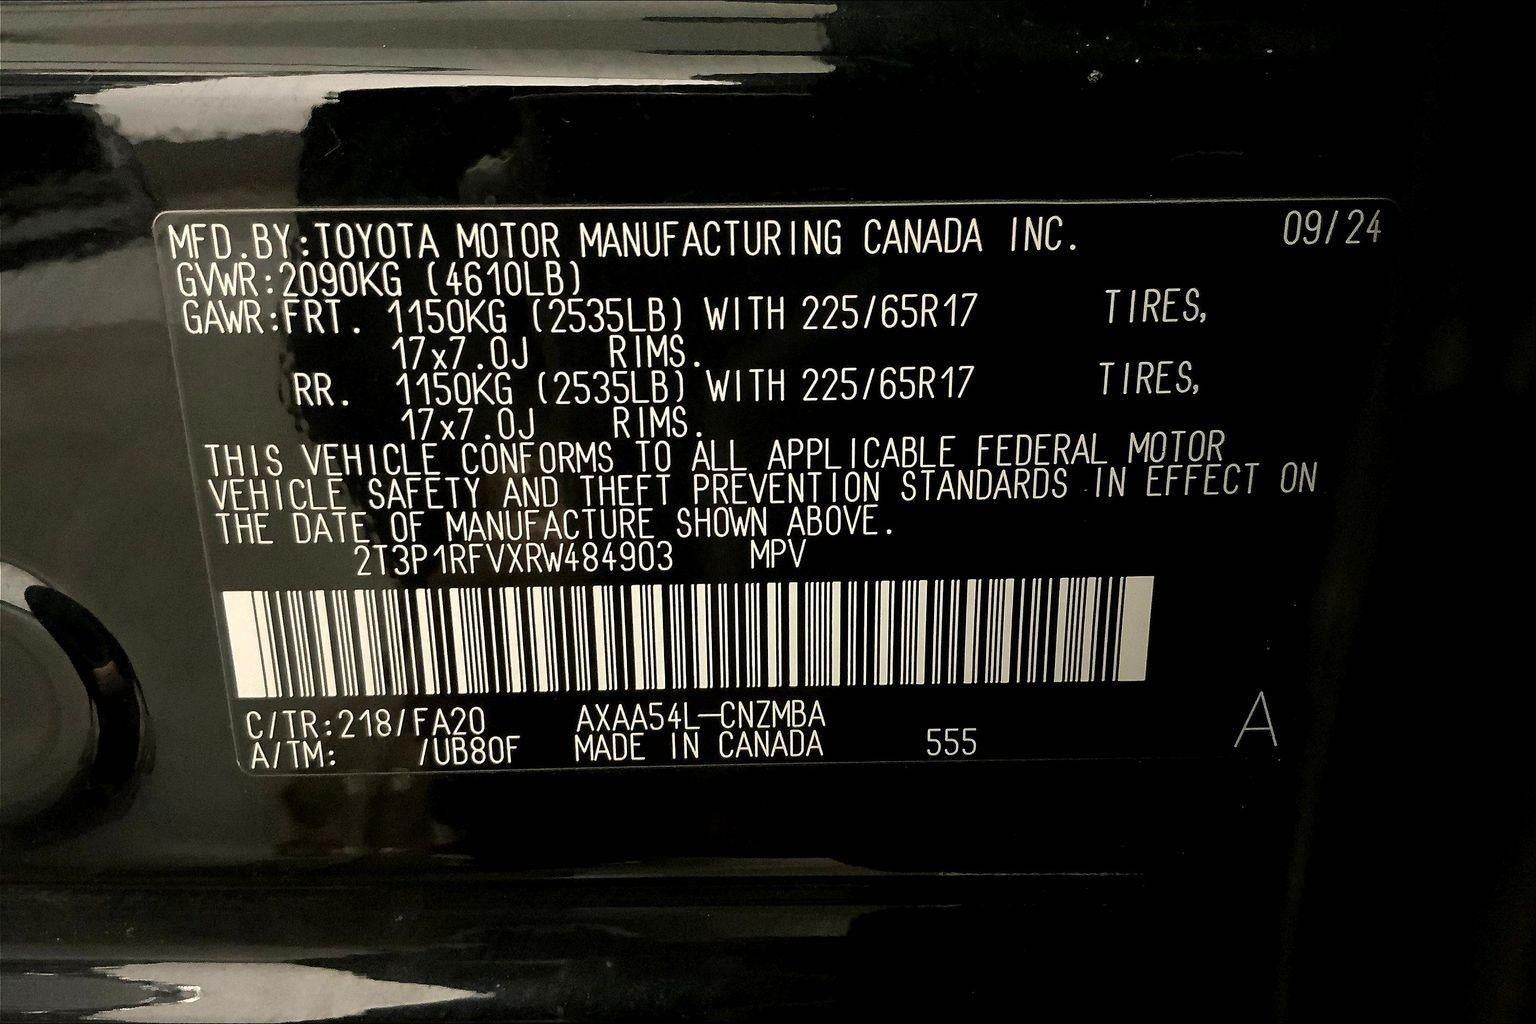 MFD.BY:TOYOTA MOTOR MANUFACTURING CANADA INC. 09/24
GVWR:2090KG (4610LB)
GAWR:FRT. 1150KG (2535LB) WITH 225/65R17 TIRES,
17x7.0J RIMS.
RR. 1150KG (2535LB) WITH 225/65R17 TIRES,
17x7.0J RIMS.
THIS VEHICLE CONFORMS TO ALL APPLICABLE FEDERAL MOTOR
VEHICLE SAFETY AND THEFT PREVENTION STANDARDS IN EFFECT ON
THE DATE OF MANUFACTURE SHOWN ABOVE.
2T3P1RFVXRW484903 MPV
C/TR:218/FA20 AXAA54L-CNZMBA
A/TM: /UB80F MADE IN CANADA 555 A